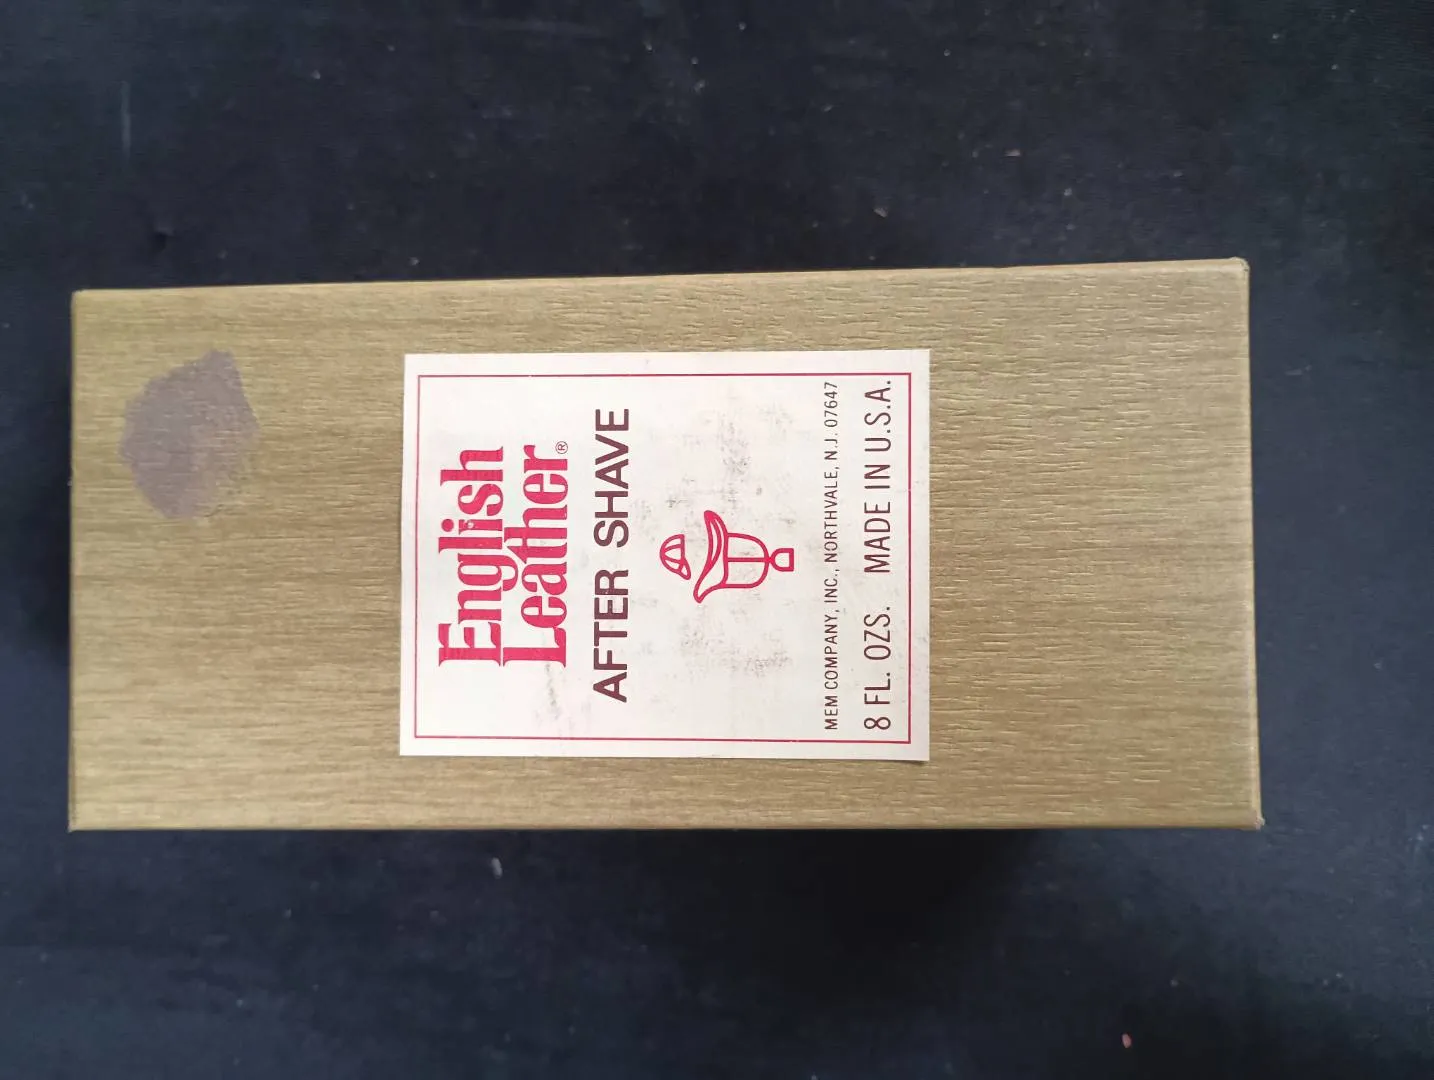 English
Leather®
AFTER SHAVE
MEM COMPANY, INC., NORTHVALE, N.J. 07647
8 FL. OZS. MADE IN U.S.A.